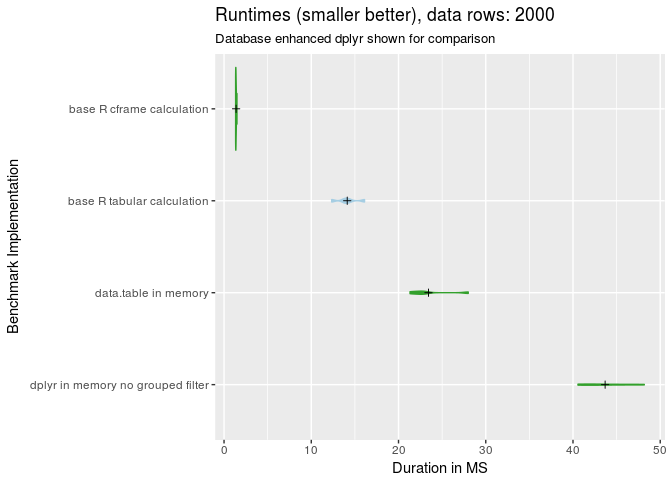 Runtimes (smaller better), data rows: 2000
Database enhanced dplyr shown for comparison
Benchmark Implementation
base R cframe calculation
base R tabular calculation
data.table in memory
dplyr in memory no grouped filter
0 10 20 30 40 50
Duration in MS